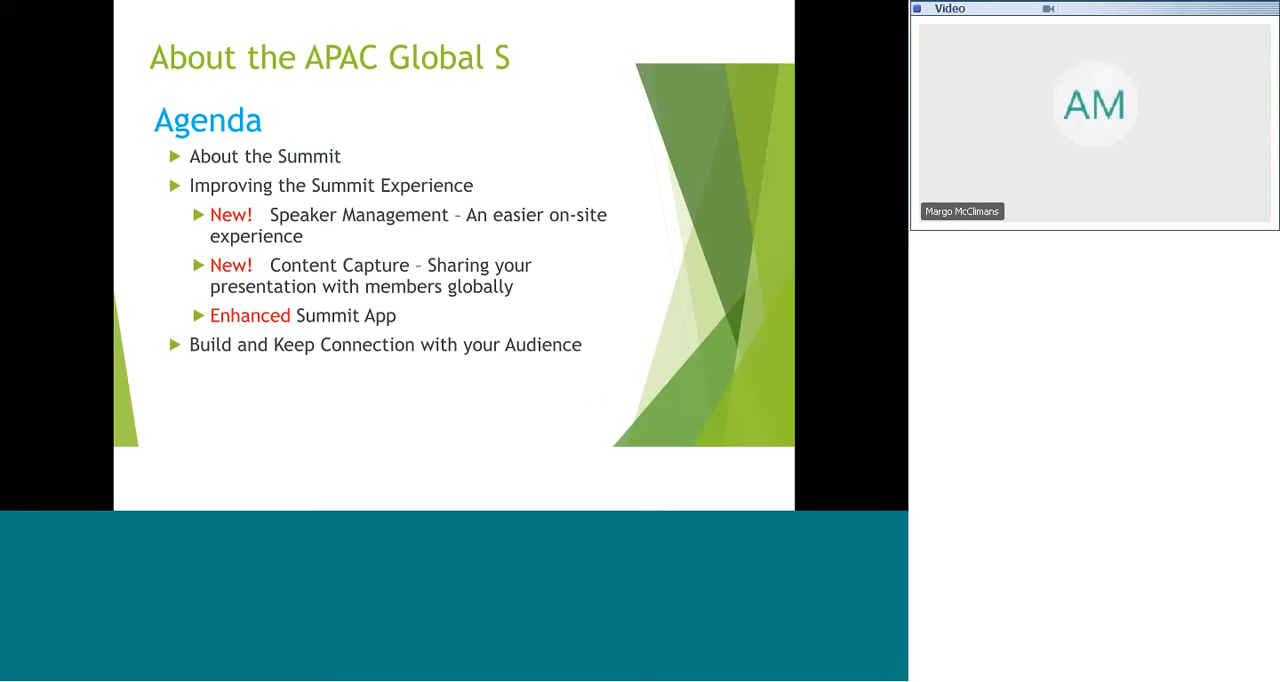 About the APAC Global S
Agenda
About the Summit
Improving the Summit Experience
New! Speaker Management – An easier on-site
experience
New! Content Capture – Sharing your
presentation with members globally
Enhanced Summit App
Build and Keep Connection with your Audience
Video
AM
Margo McClimans